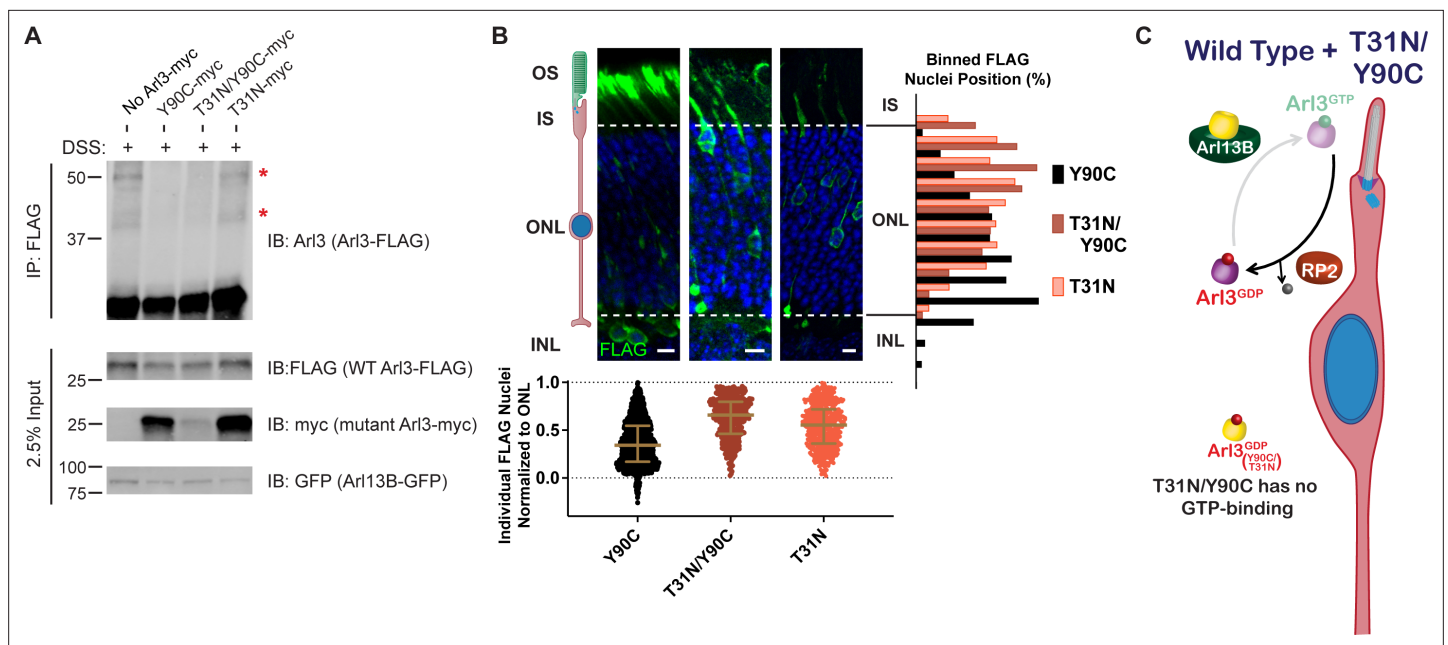 A
No Arl3-myc
Y90C-myc
T31N/Y90C-myc
T31N-myc
- - - -
DSS: + + + +
IP: FLAG
50
*
*
37
IB: Arl3 (Arl3-FLAG)
2.5% Input
IB:FLAG (WT Arl3-FLAG)
25
25
IB: myc (mutant Arl3-myc)
100
75
IB: GFP (Arl13B-GFP)
B
OS
IS
ONL
INL
FLAG
Binned FLAG
Nuclei Position (%)
IS
ONL
INL
Y90C
T31N/
Y90C
T31N
Individual FLAG Nuclei
Normalized to ONL
1.0
0.5
0.0
Y90C
T31N/Y90C
T31N
C
Wild Type + T31N/
Y90C
Arl3GTP
Arl13B
RP2
Arl3GDP
Arl3GDP
(Y90C/
T31N)
T31N/Y90C has no
GTP-binding